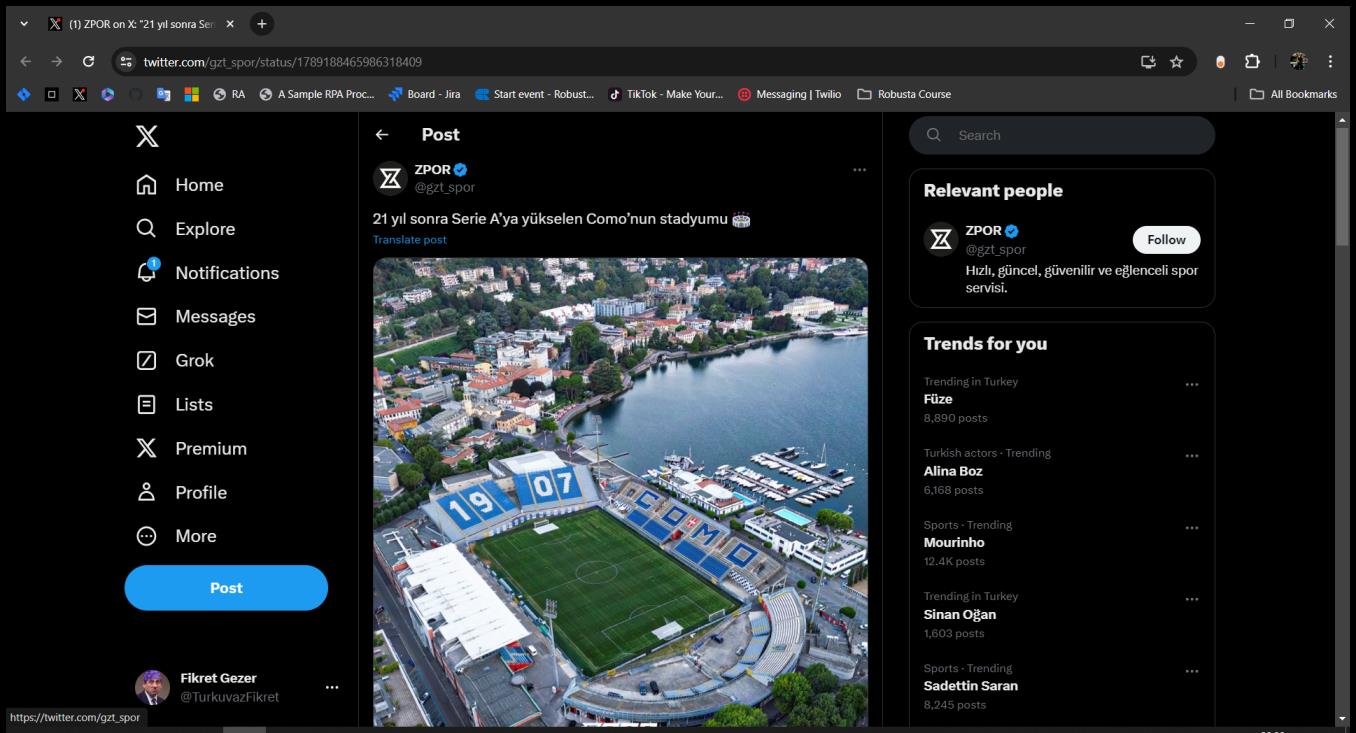 (1) ZPOR on X: "21 yıl sonra Ser
twitter.com/gzt_spor/status/1789188465986318409
RA
A Sample RPA Proc...
Board - Jira
Start event - Robust...
TikTok - Make Your...
Messaging | Twilio
Robusta Course
All Bookmarks
Home
Explore
1
Notifications
Messages
Grok
Lists
Premium
Profile
More
Post
Fikret Gezer
@TurkuvazFikret
https://twitter.com/gzt_spor
Post
ZPOR
@gzt_spor
21 yıl sonra Serie A’ya yükselen Como’nun stadyumu 🏟️
Translate post
19 07
COMO
Search
Relevant people
ZPOR
@gzt_spor
Follow
Hızlı, güncel, güvenilir ve eğlenceli spor
servisi.
Trends for you
Trending in Turkey
Füze
8,890 posts
Turkish actors · Trending
Alina Boz
6,168 posts
Sports · Trending
Mourinho
12.4K posts
Trending in Turkey
Sinan Oğan
1,603 posts
Sports · Trending
Sadettin Saran
8,245 posts